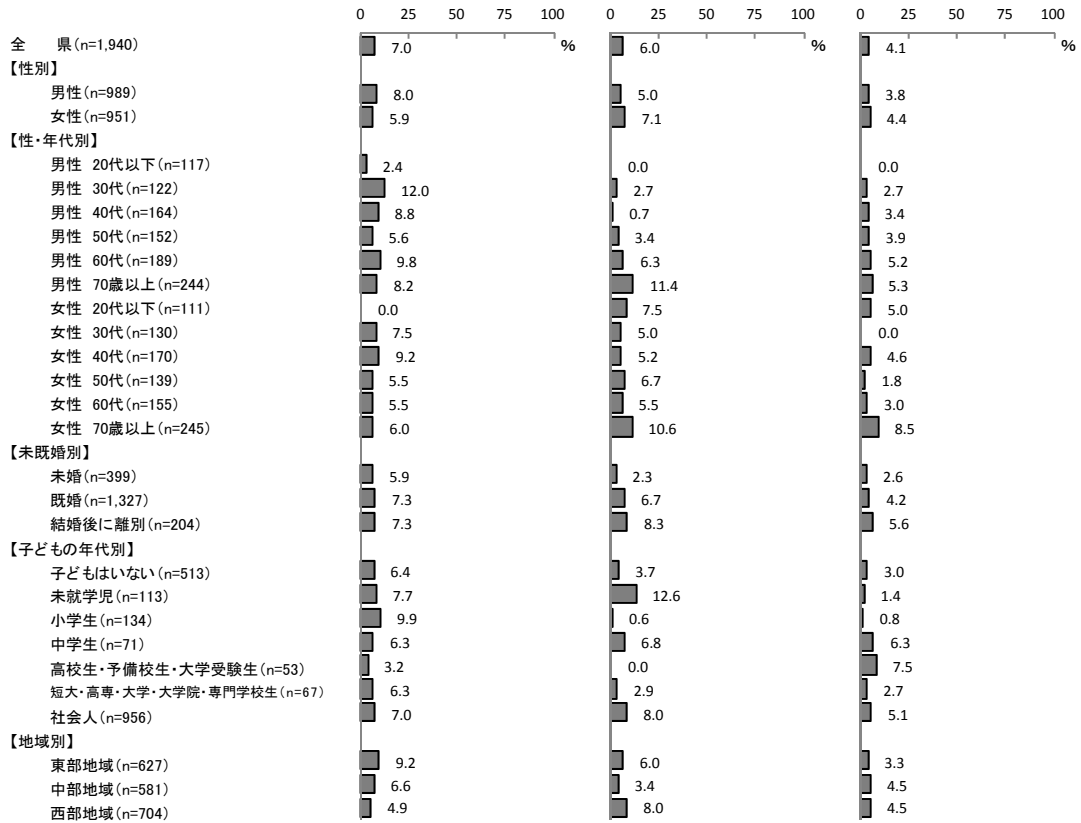 0 25 50 75 100 0 25 50 75 100 0 25 50 75 100
全　　県(n=1,940) 7.0 % 6.0 % 4.1 %
【性別】
男性(n=989) 8.0 5.0 3.8
女性(n=951) 5.9 7.1 4.4
【性・年代別】
男性 20代以下(n=117) 2.4 0.0 0.0
男性 30代(n=122) 12.0 2.7 2.7
男性 40代(n=164) 8.8 0.7 3.4
男性 50代(n=152) 5.6 3.4 3.9
男性 60代(n=189) 9.8 6.3 5.2
男性 70歳以上(n=244) 8.2 11.4 5.3
女性 20代以下(n=111) 0.0 7.5 5.0
女性 30代(n=130) 7.5 5.0 0.0
女性 40代(n=170) 9.2 5.2 4.6
女性 50代(n=139) 5.5 6.7 1.8
女性 60代(n=155) 5.5 5.5 3.0
女性 70歳以上(n=245) 6.0 10.6 8.5
【未既婚別】
未婚(n=399) 5.9 2.3 2.6
既婚(n=1,327) 7.3 6.7 4.2
結婚後に離別(n=204) 7.3 8.3 5.6
【子どもの年代別】
子どもはいない(n=513) 6.4 3.7 3.0
未就学児(n=113) 7.7 12.6 1.4
小学生(n=134) 9.9 0.6 0.8
中学生(n=71) 6.3 6.8 6.3
高校生・予備校生・大学受験生(n=53) 3.2 0.0 7.5
短大・高専・大学・大学院・専門学校生(n=67) 6.3 2.9 2.7
社会人(n=956) 7.0 8.0 5.1
【地域別】
東部地域(n=627) 9.2 6.0 3.3
中部地域(n=581) 6.6 3.4 4.5
西部地域(n=704) 4.9 8.0 4.5